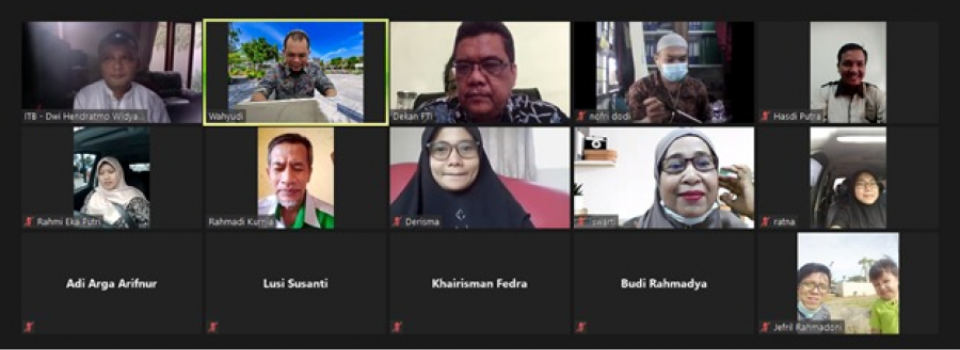 ITB - Dwi Hendratmo Widya...
Wahyudi
Dekan FTI
nofri dodi
Hasdi Putra
Rahmi Eka Putri
Rahmadi Kurnia
Derisma
swarti
ratna
Adi Arga Arifnur
Lusi Susanti
Khairisman Fedra
Budi Rahmadya
Jefril Rahmadoni